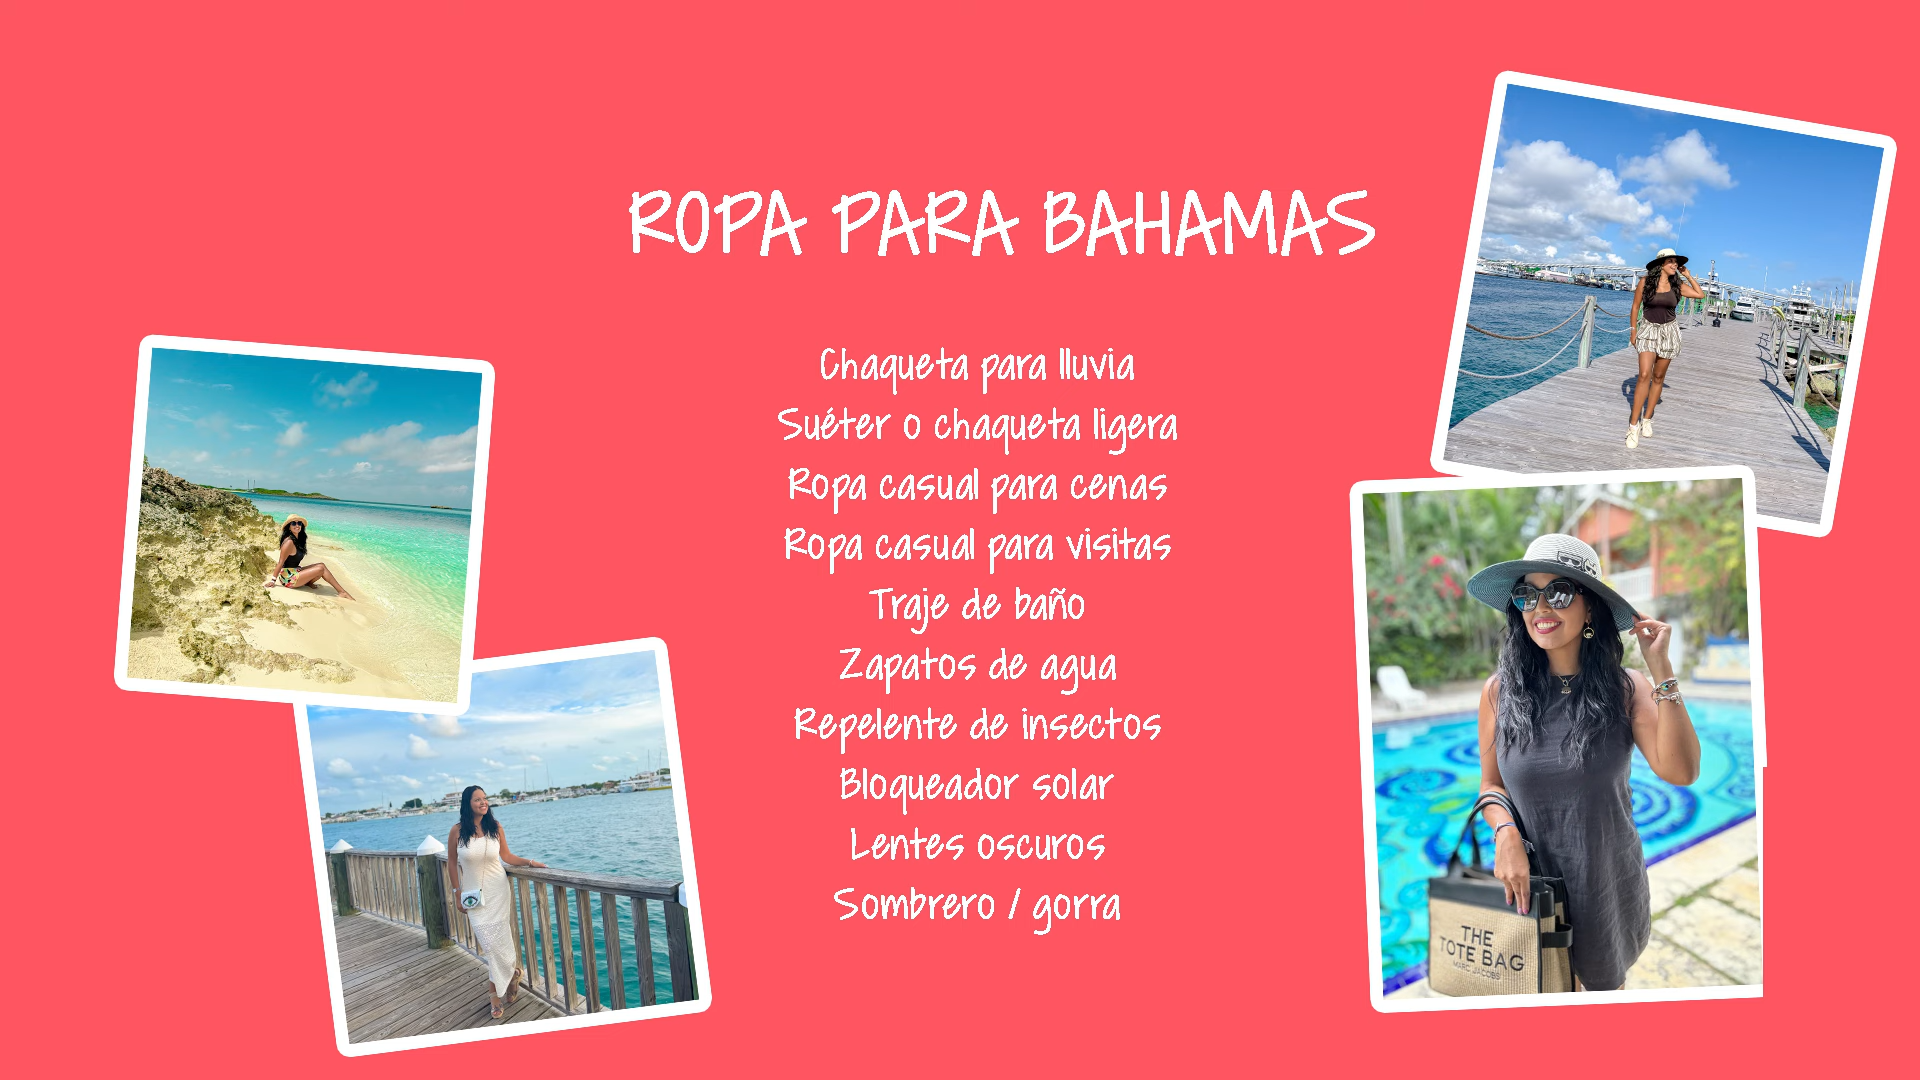 ROPA PARA BAHAMAS
Chaqueta para lluvia
Suéter o chaqueta ligera
Ropa casual para cenas
Ropa casual para visitas
Traje de baño
Zapatos de agua
Repelente de insectos
Bloqueador solar
Lentes oscuros
Sombrero / gorra
THE
TOTE BAG
MARC JACOBS